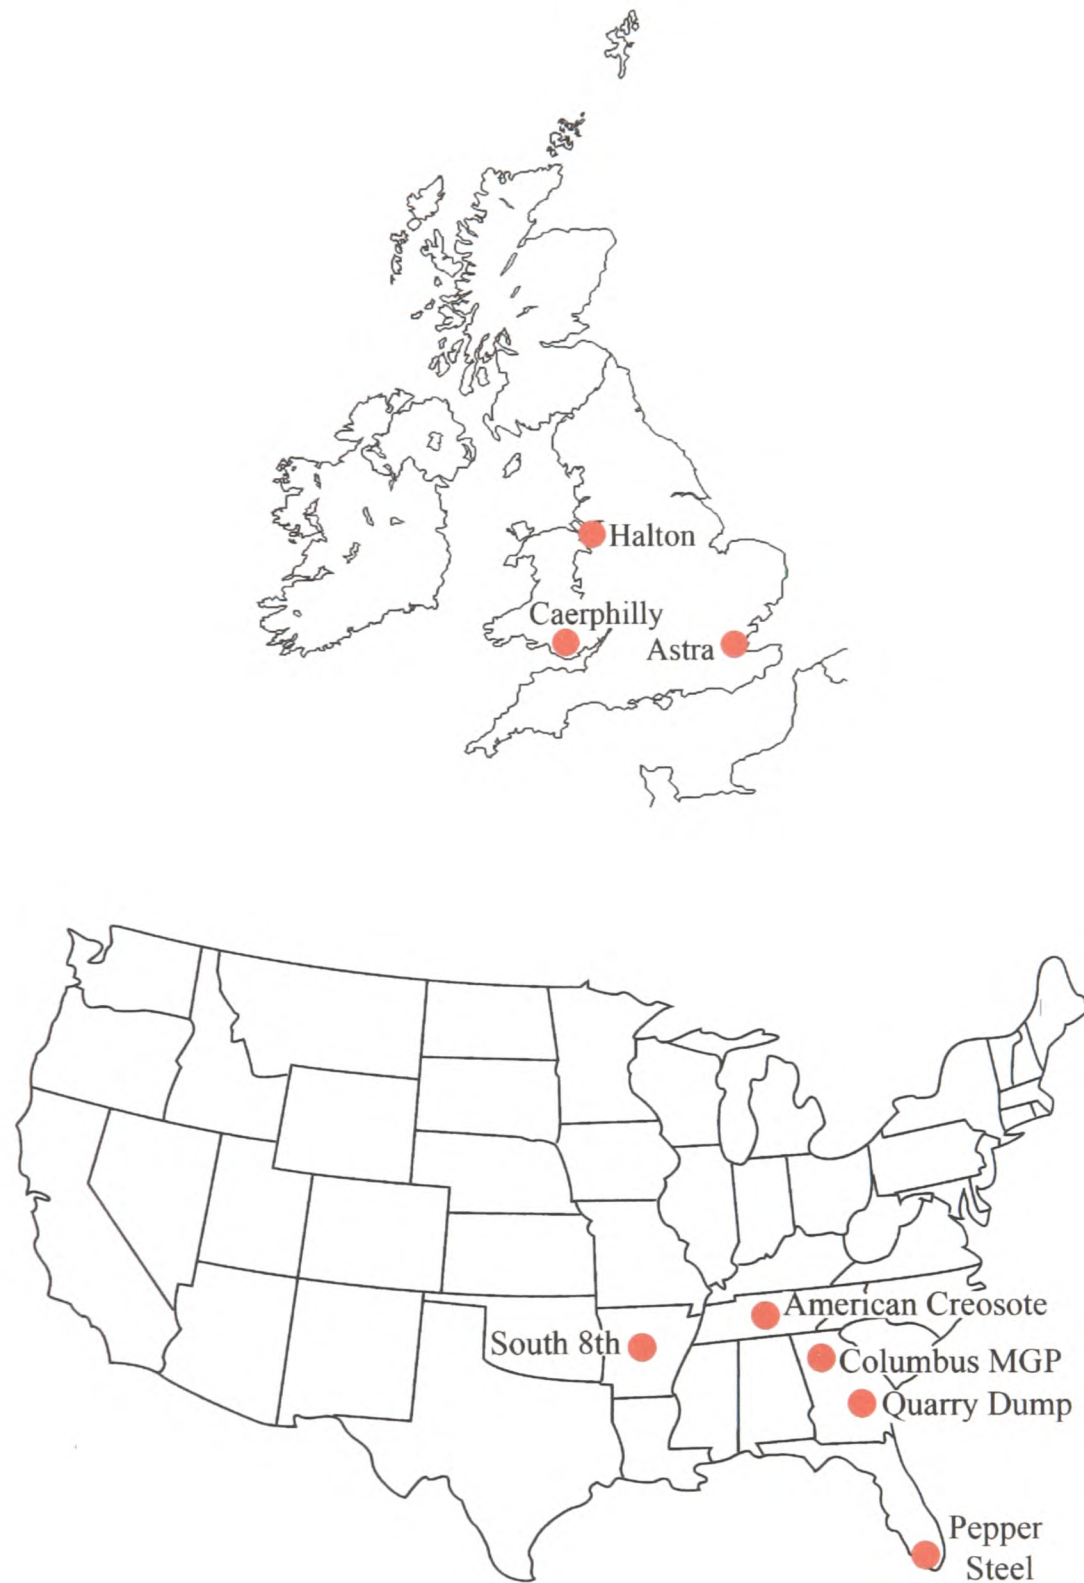 Halton
Caerphilly
Astra
American Creosote
South 8th
Columbus MGP
Quarry Dump
Pepper
Steel